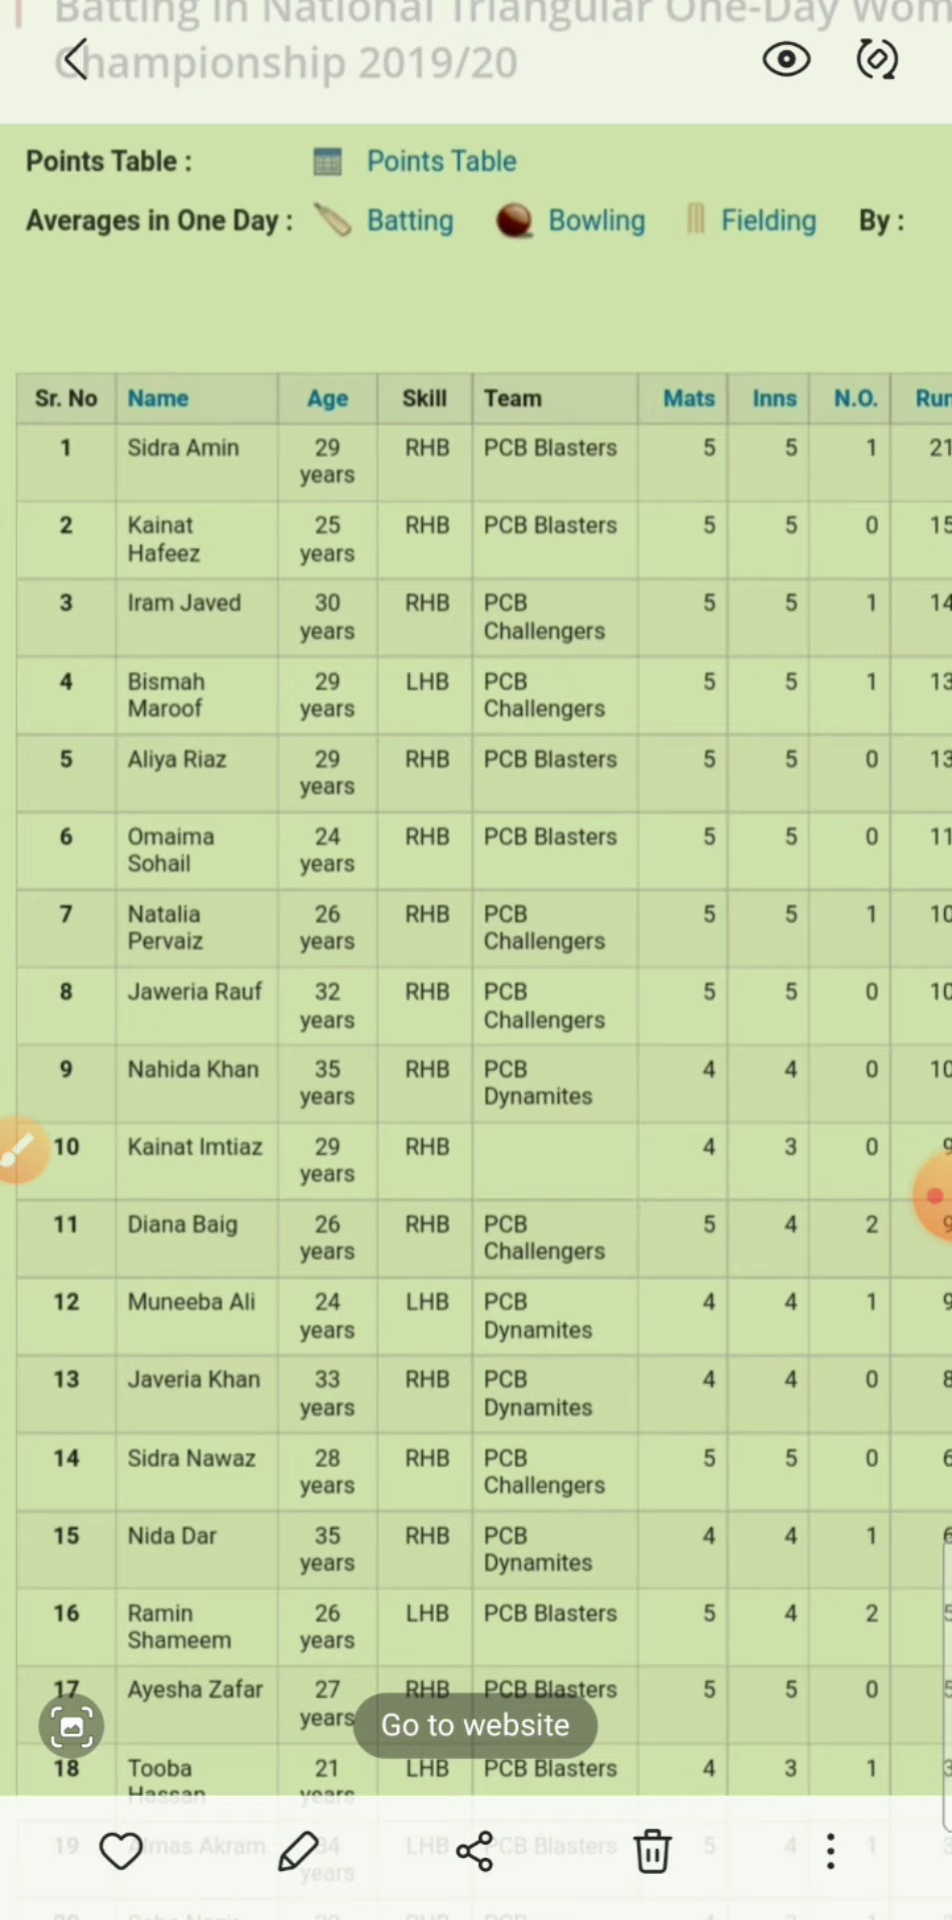 Batting in National Triangular One-Day Wom
Championship 2019/20
Points Table : Points Table
Averages in One Day : Batting Bowling Fielding By :
Sr. No Name Age Skill Team Mats Inns N.O. Run
1 Sidra Amin 29 RHB PCB Blasters 5 5 1 21
years
2 Kainat 25 RHB PCB Blasters 5 5 0 15
Hafeez years
3 Iram Javed 30 RHB PCB 5 5 1 14
years Challengers
4 Bismah 29 LHB PCB 5 5 1 13
Maroof years Challengers
5 Aliya Riaz 29 RHB PCB Blasters 5 5 0 13
years
6 Omaima 24 RHB PCB Blasters 5 5 0 11
Sohail years
7 Natalia 26 RHB PCB 5 5 1 10
Pervaiz years Challengers
8 Jaweria Rauf 32 RHB PCB 5 5 0 10
years Challengers
9 Nahida Khan 35 RHB PCB 4 4 0 10
years Dynamites
10 Kainat Imtiaz 29 RHB 4 3 0 9
years
11 Diana Baig 26 RHB PCB 5 4 2 9
years Challengers
12 Muneeba Ali 24 LHB PCB 4 4 1 9
years Dynamites
13 Javeria Khan 33 RHB PCB 4 4 0 8
years Dynamites
14 Sidra Nawaz 28 RHB PCB 5 5 0 6
years Challengers
15 Nida Dar 35 RHB PCB 4 4 1 6
years Dynamites
16 Ramin 26 LHB PCB Blasters 5 4 2 5
Shameem years
17 Ayesha Zafar 27 RHB PCB Blasters 5 5 0 5
years
Go to website
18 Tooba 21 LHB PCB Blasters 4 3 1 3
Hassan years
19 Almas Akram 34 LHB PCB Blasters 5 4 1 3
years